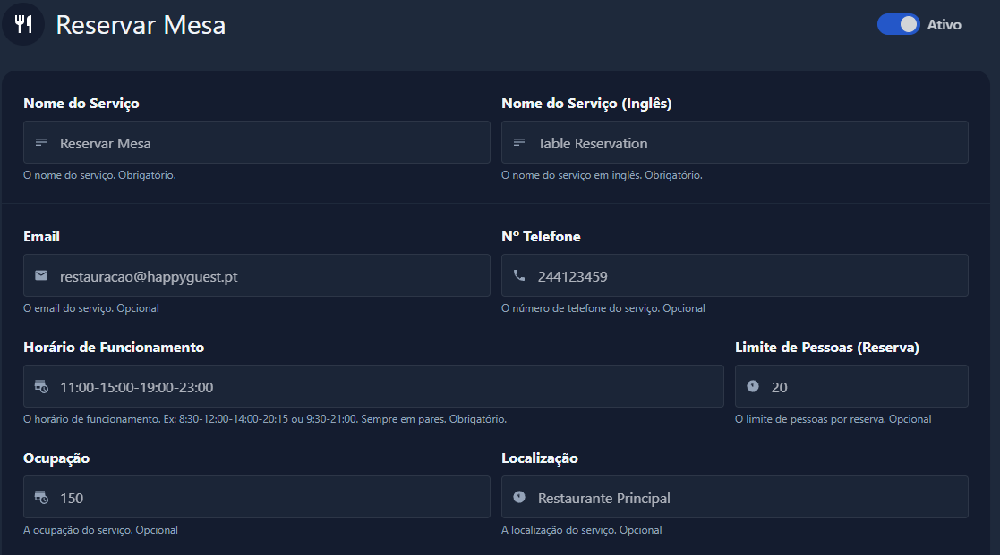 Reservar Mesa
Ativo
Nome do Serviço
Nome do Serviço (Inglês)
Reservar Mesa
Table Reservation
O nome do serviço. Obrigatório.
O nome do serviço em inglês. Obrigatório.
Email
Nº Telefone
restauracao@happyguest.pt
244123459
O email do serviço. Opcional
O número de telefone do serviço. Opcional
Horário de Funcionamento
Limite de Pessoas (Reserva)
11:00-15:00-19:00-23:00
20
O horário de funcionamento. Ex: 8:30-12:00-14:00-20:15 ou 9:30-21:00. Sempre em pares. Obrigatório.
O limite de pessoas por reserva. Opcional
Ocupação
Localização
150
Restaurante Principal
A ocupação do serviço. Opcional
A localização do serviço. Opcional